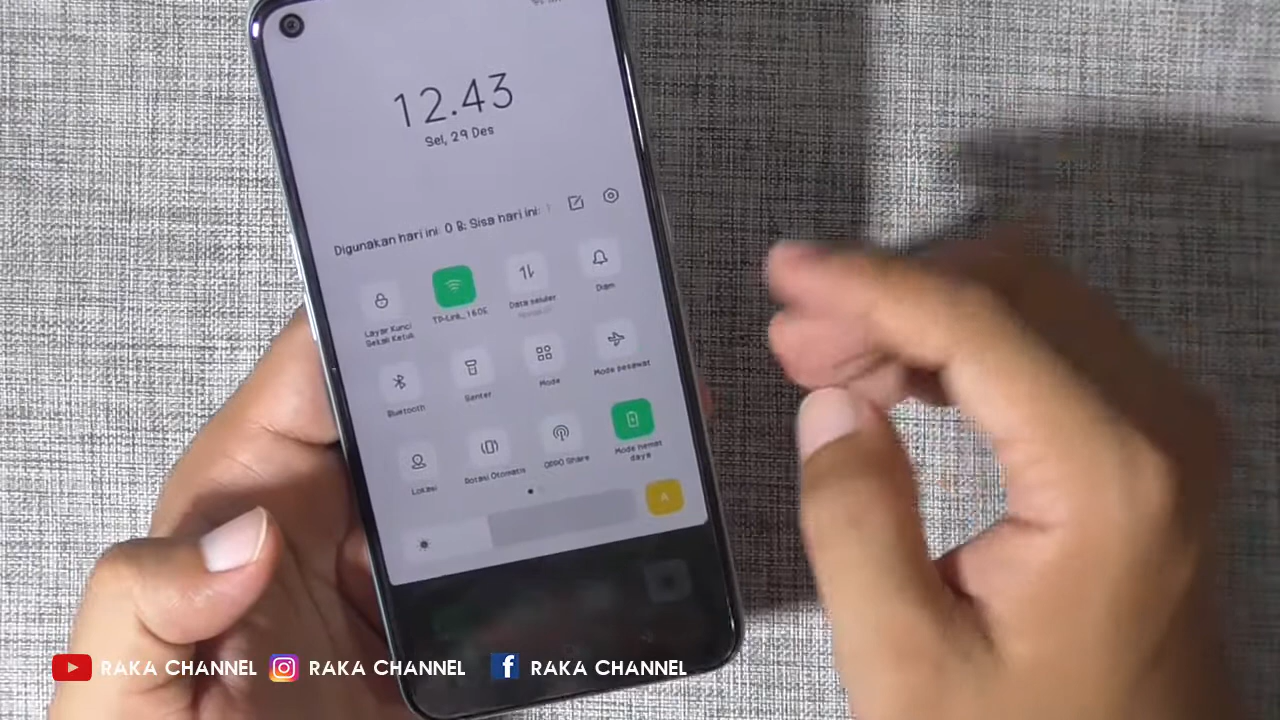 12.43
Sel, 29 Des
Digunakan hari ini: 0 B; Sisa hari ini:
Layar Kunci Sekali Ketuk
TP-Link_160E
Data seluler
Diam
Bluetooth
Senter
Mode
Mode pesawat
Lokasi
Rotasi Otomatis
OPPO Share
Mode hemat daya
A
RAKA CHANNEL RAKA CHANNEL RAKA CHANNEL